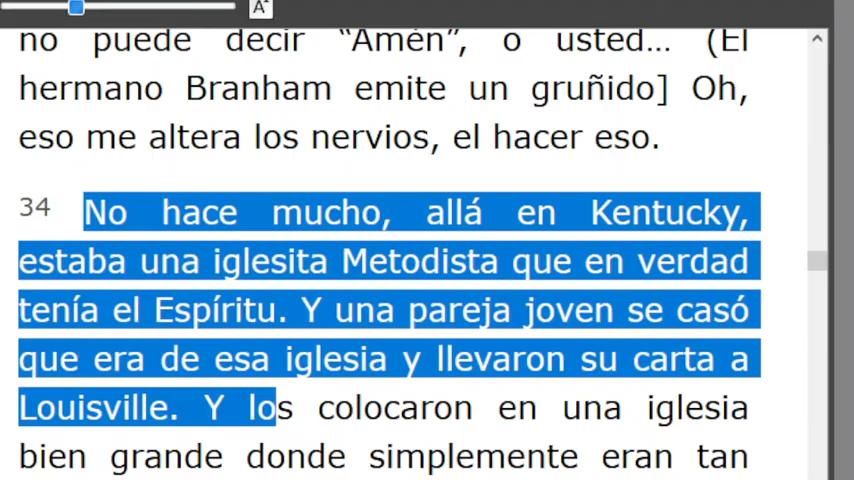 A
no puede decir “Amén”, o usted… (El
hermano Branham emite un gruñido] Oh,
eso me altera los nervios, el hacer eso.
34 No hace mucho, allá en Kentucky,
estaba una iglesita Metodista que en verdad
tenía el Espíritu. Y una pareja joven se casó
que era de esa iglesia y llevaron su carta a
Louisville. Y los colocaron en una iglesia
bien grande donde simplemente eran tan